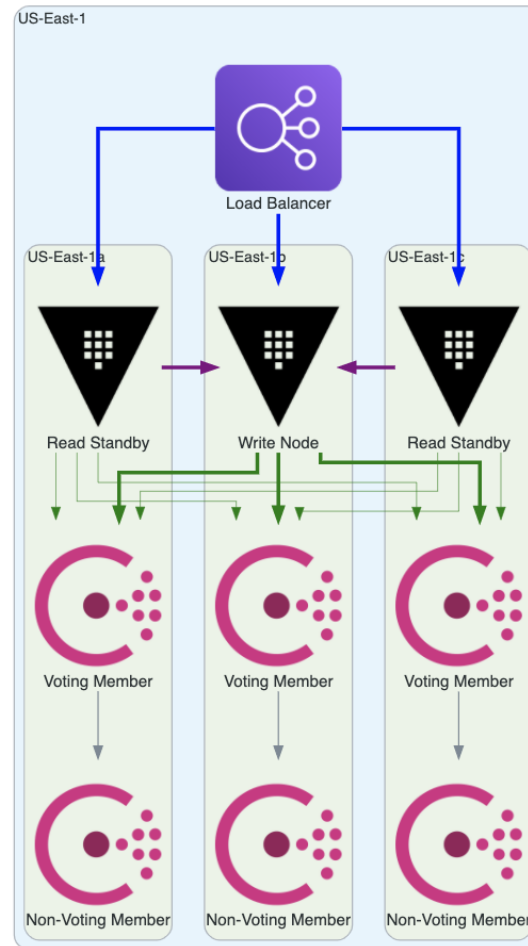 US-East-1
Load Balancer
US-East-1a
US-East-1b
US-East-1c
Read Standby
Write Node
Read Standby
Voting Member
Voting Member
Voting Member
Non-Voting Member
Non-Voting Member
Non-Voting Member